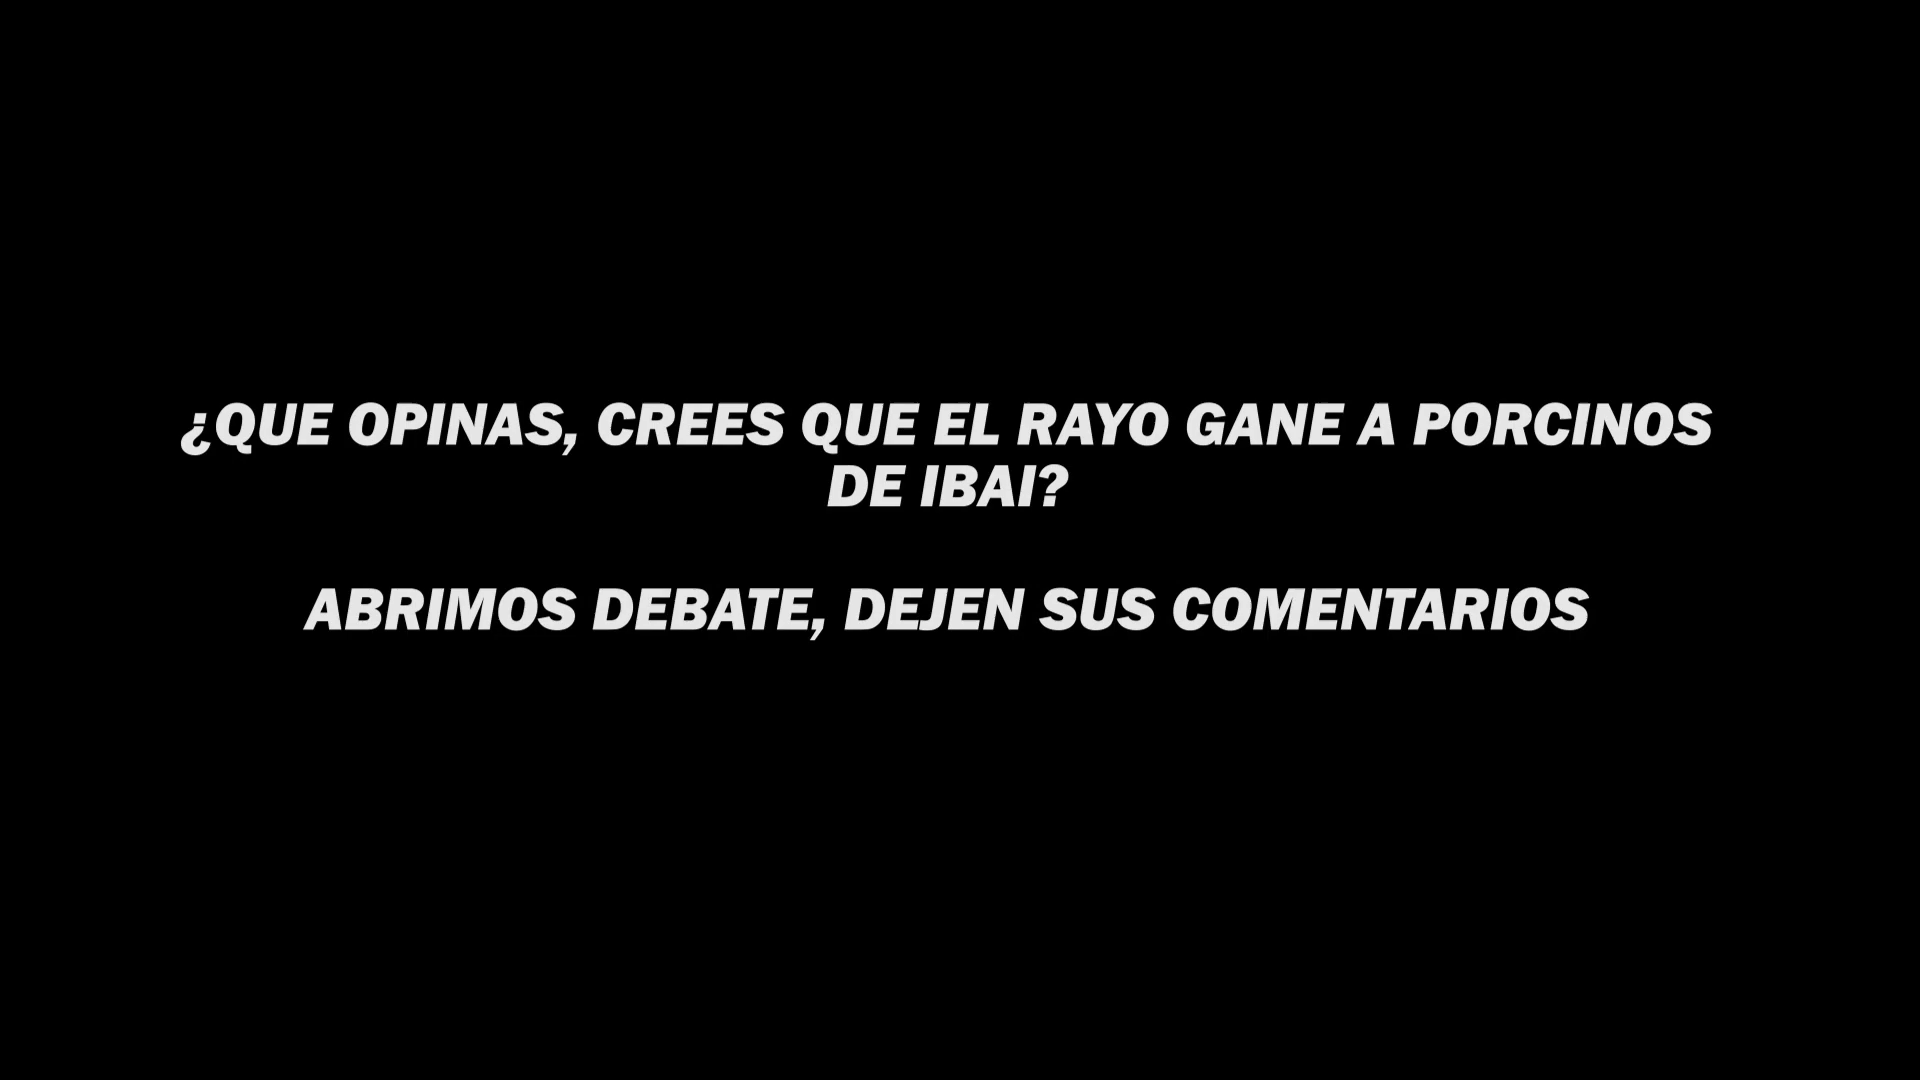 ¿QUE OPINAS, CREES QUE EL RAYO GANE A PORCINOS
DE IBAI?
ABRIMOS DEBATE, DEJEN SUS COMENTARIOS